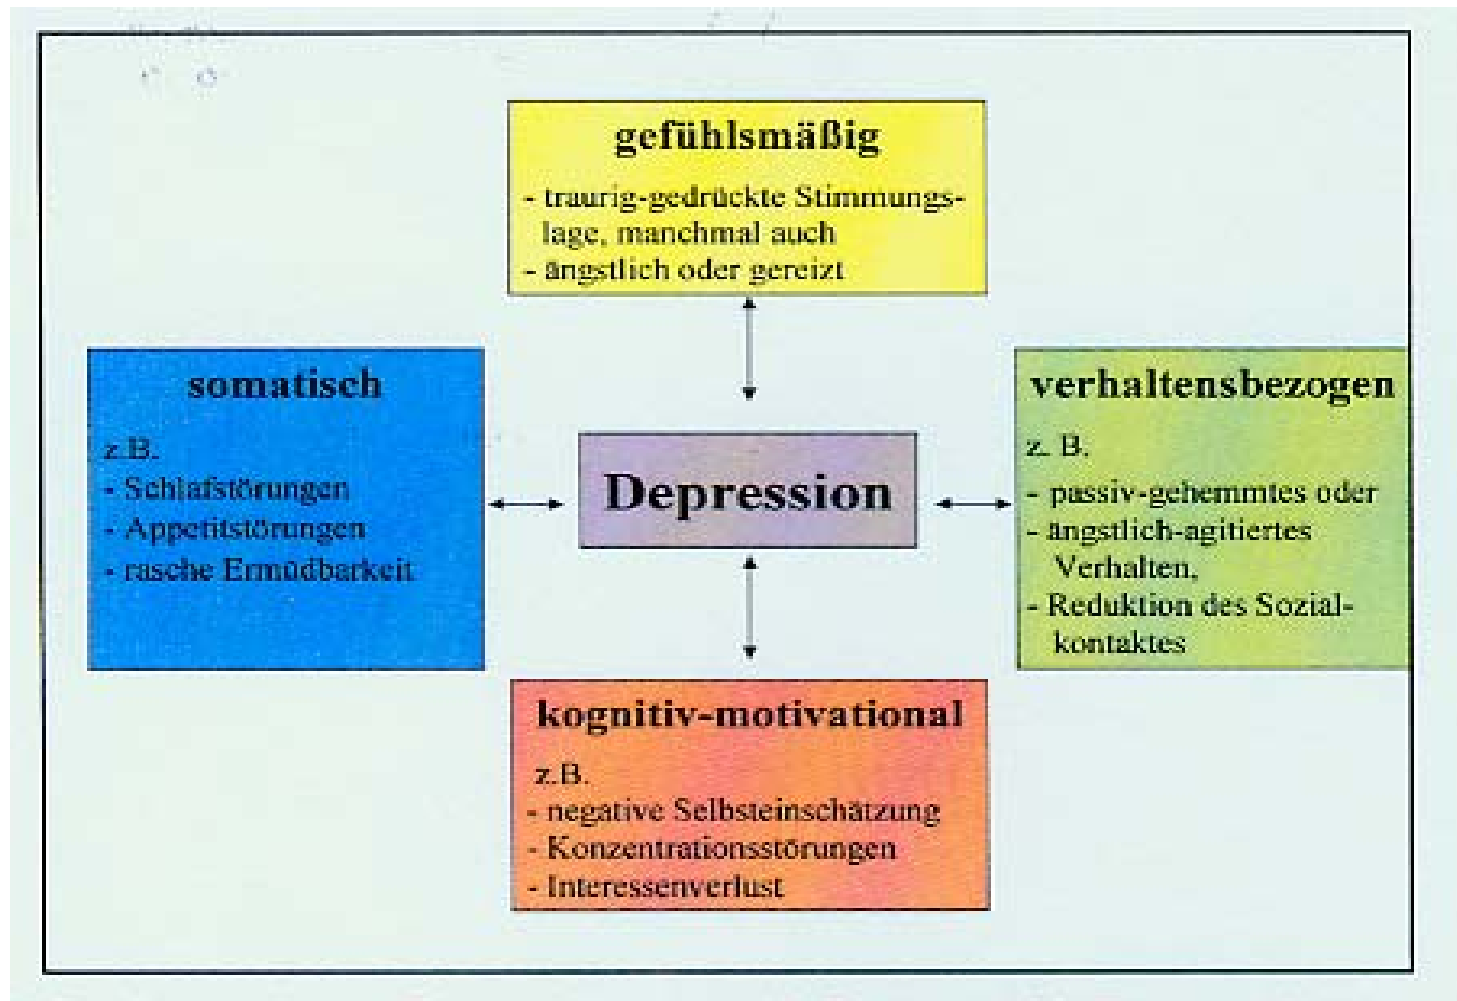 gefühlsmäßig
- traurig-gedrückte Stimmungs-
lage, manchmal auch
- ängstlich oder gereizt
somatisch
z.B.
- Schlafstörungen
- Appetitstörungen
- rasche Ermüdbarkeit
Depression
verhaltensbezogen
z. B.
- passiv-gehemmtes oder
- ängstlich-agitiertes
Verhalten,
- Reduktion des Sozial-
kontaktes
kognitiv-motivational
z.B.
- negative Selbsteinschätzung
- Konzentrationsstörungen
- Interessenverlust